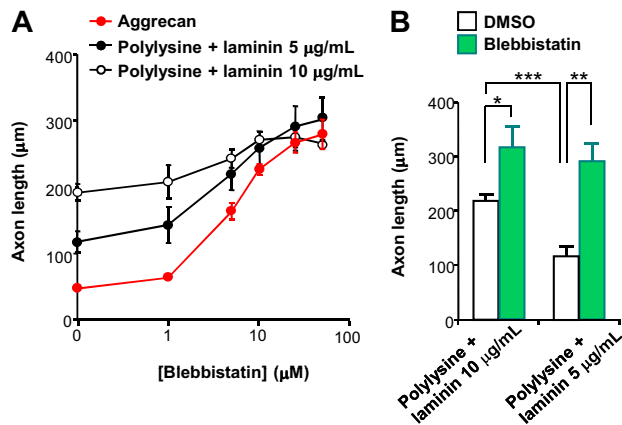 A
Aggrecan
Polylysine + laminin 5 μg/mL
Polylysine + laminin 10 μg/mL
Axon length (μm)
400
300
200
100
0
0
1
10
100
[Blebbistatin] (μM)
B
DMSO
Blebbistatin
***
**
*
Axon length (μm)
400
300
200
100
0
Polylysine +
laminin 10 μg/mL
Polylysine +
laminin 5 μg/mL